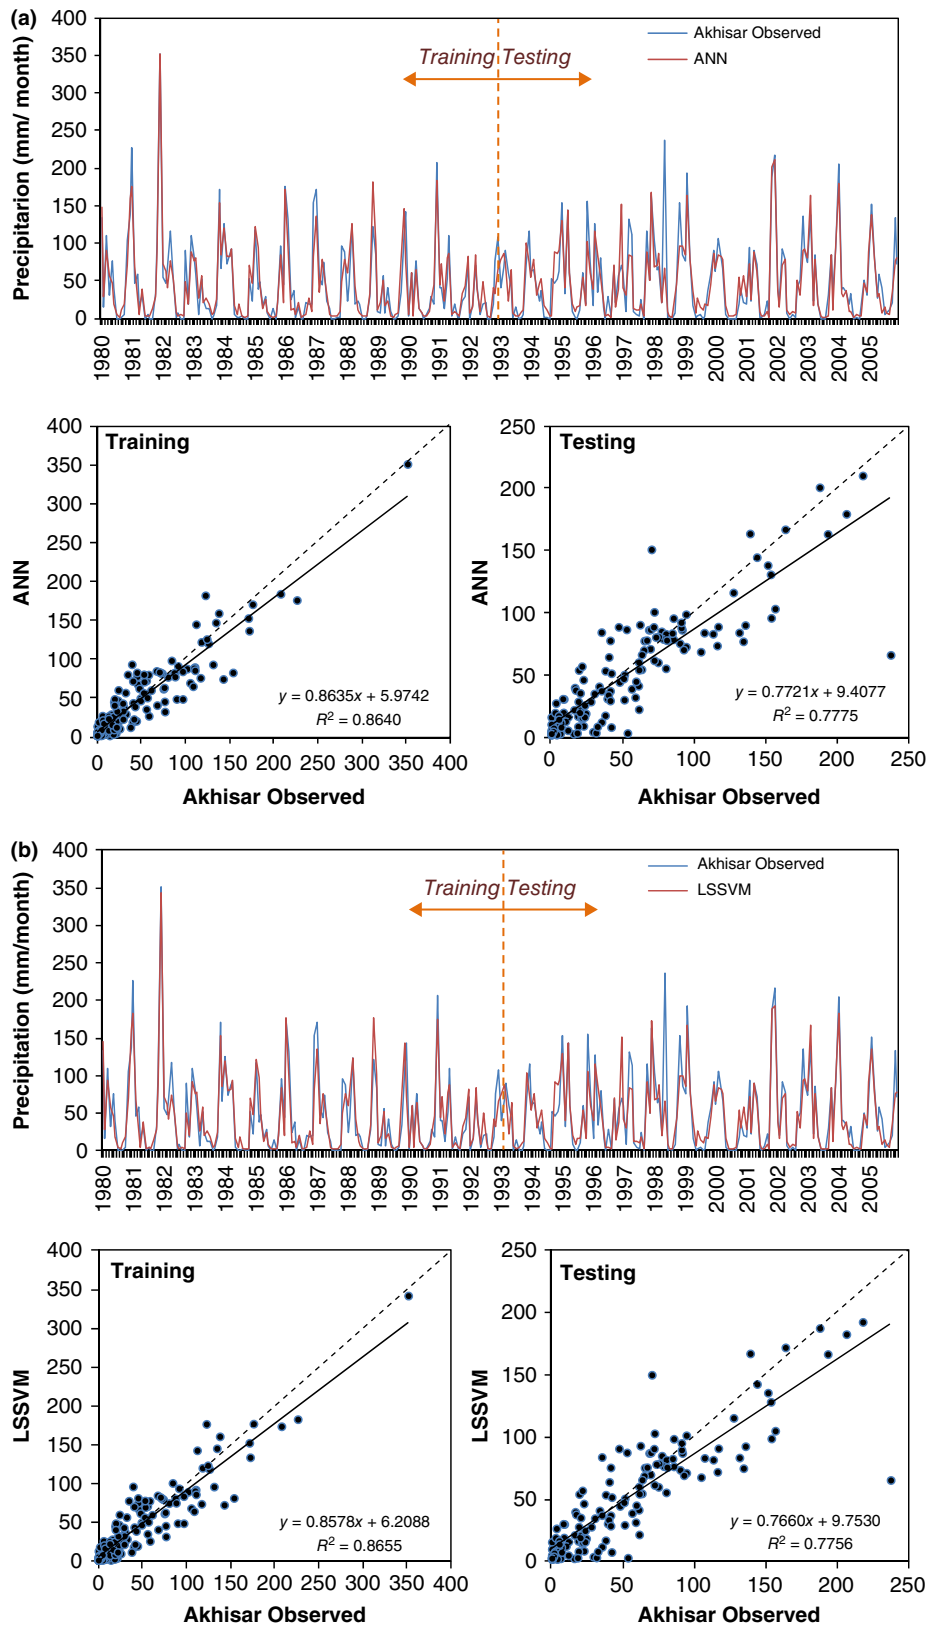 (a)
Precipitarion (mm/ month)
400
350
300
250
200
150
100
50
0
Training Testing
Akhisar Observed
ANN
1980 1981 1982 1983 1984 1985 1986 1987 1988 1989 1990 1991 1992 1993 1994 1995 1996 1997 1998 1999 2000 2001 2002 2003 2004 2005
Training
ANN
400
350
300
250
200
150
100
50
0
y = 0.8635x + 5.9742
R² = 0.8640
0 50 100 150 200 250 300 350 400
Akhisar Observed
Testing
ANN
250
200
150
100
50
0
y = 0.7721x + 9.4077
R² = 0.7775
0 50 100 150 200 250
Akhisar Observed
(b)
Precipitation (mm/month)
400
350
300
250
200
150
100
50
0
Training Testing
Akhisar Observed
LSSVM
1980 1981 1982 1983 1984 1985 1986 1987 1988 1989 1990 1991 1992 1993 1994 1995 1996 1997 1998 1999 2000 2001 2002 2003 2004 2005
Training
LSSVM
400
350
300
250
200
150
100
50
0
y = 0.8578x + 6.2088
R² = 0.8655
0 50 100 150 200 250 300 350 400
Akhisar Observed
Testing
LSSVM
250
200
150
100
50
0
y = 0.7660x + 9.7530
R² = 0.7756
0 50 100 150 200 250
Akhisar Observed